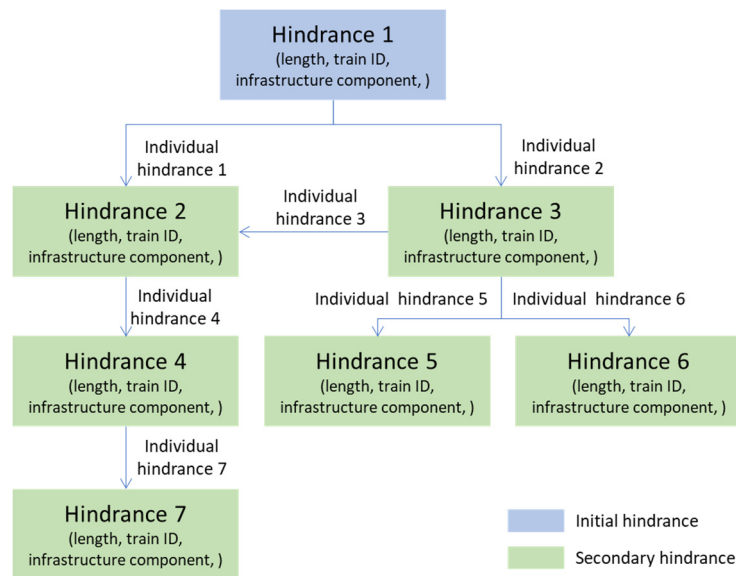 Hindrance 1
(length, train ID,
infrastructure component, )
Individual
hindrance 1
Individual
hindrance 2
Hindrance 2
(length, train ID,
infrastructure component, )
Individual
hindrance 3
Hindrance 3
(length, train ID,
infrastructure component, )
Individual
hindrance 4
Individual hindrance 5
Individual hindrance 6
Hindrance 4
(length, train ID,
infrastructure component, )
Hindrance 5
(length, train ID,
infrastructure component, )
Hindrance 6
(length, train ID,
infrastructure component, )
Individual
hindrance 7
Hindrance 7
(length, train ID,
infrastructure component, )
Initial hindrance
Secondary hindrance